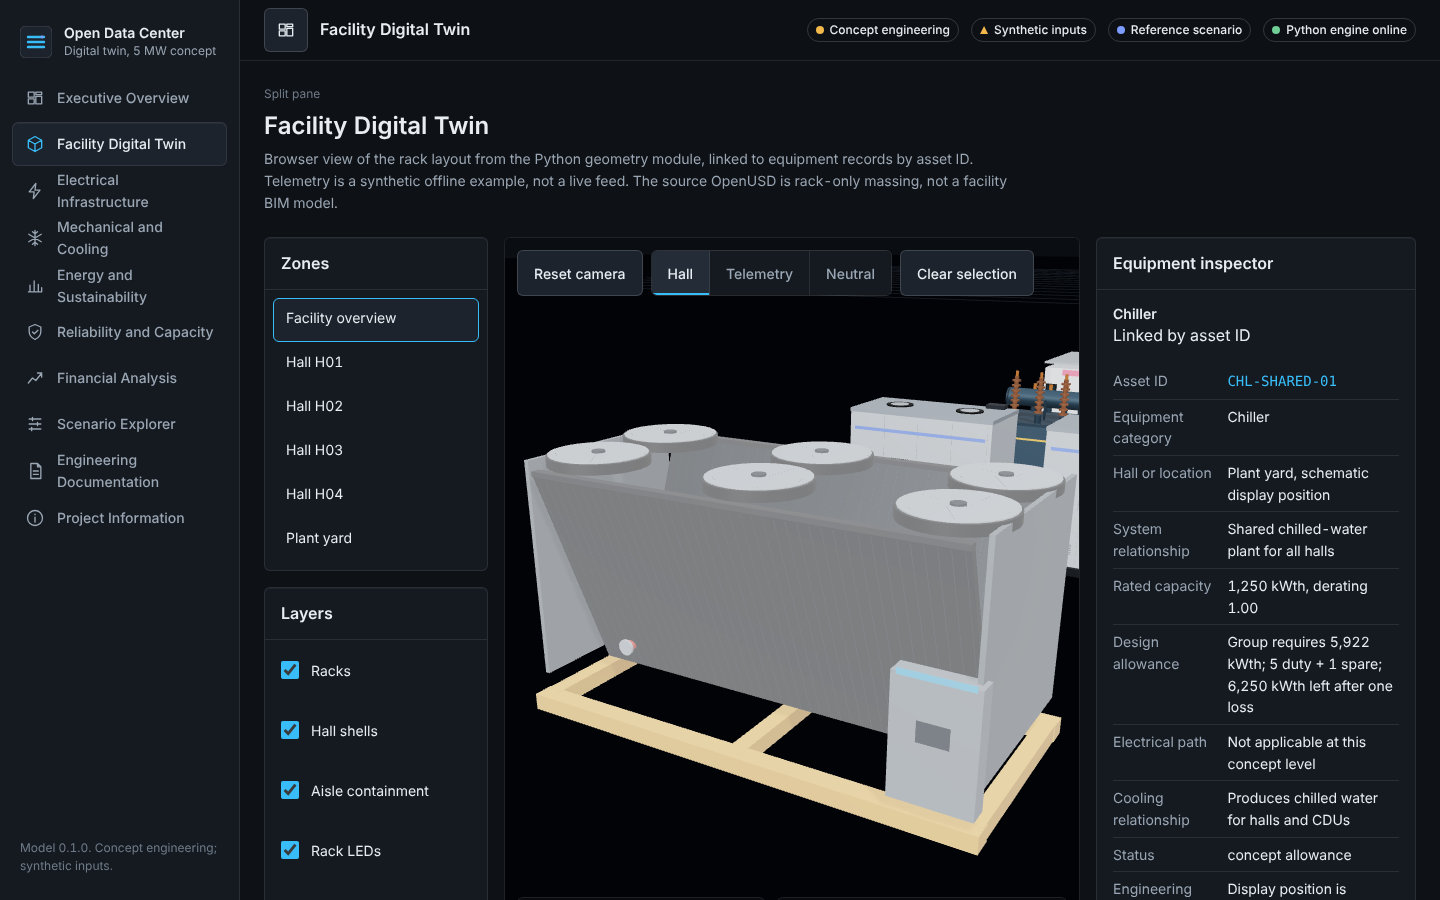 Open Data Center
Digital twin, 5 MW concept
Executive Overview
Facility Digital Twin
Electrical
Infrastructure
Mechanical and
Cooling
Energy and
Sustainability
Reliability and Capacity
Financial Analysis
Scenario Explorer
Engineering
Documentation
Project Information
Model 0.1.0. Concept engineering;
synthetic inputs.
Facility Digital Twin
Concept engineering
Synthetic inputs
Reference scenario
Python engine online
Split pane
Facility Digital Twin
Browser view of the rack layout from the Python geometry module, linked to equipment records by asset ID.
Telemetry is a synthetic offline example, not a live feed. The source OpenUSD is rack-only massing, not a facility
BIM model.
Zones
Facility overview
Hall H01
Hall H02
Hall H03
Hall H04
Plant yard
Layers
Racks
Hall shells
Aisle containment
Rack LEDs
Reset camera
Hall
Telemetry
Neutral
Clear selection
Equipment inspector
Chiller
Linked by asset ID
Asset ID
CHL-SHARED-01
Equipment
category
Chiller
Hall or location
Plant yard, schematic
display position
System
relationship
Shared chilled-water
plant for all halls
Rated capacity
1,250 kWth, derating
1.00
Design
allowance
Group requires 5,922
kWth; 5 duty + 1 spare;
6,250 kWth left after one
loss
Electrical path
Not applicable at this
concept level
Cooling
relationship
Produces chilled water
for halls and CDUs
Status
concept allowance
Engineering
Display position is